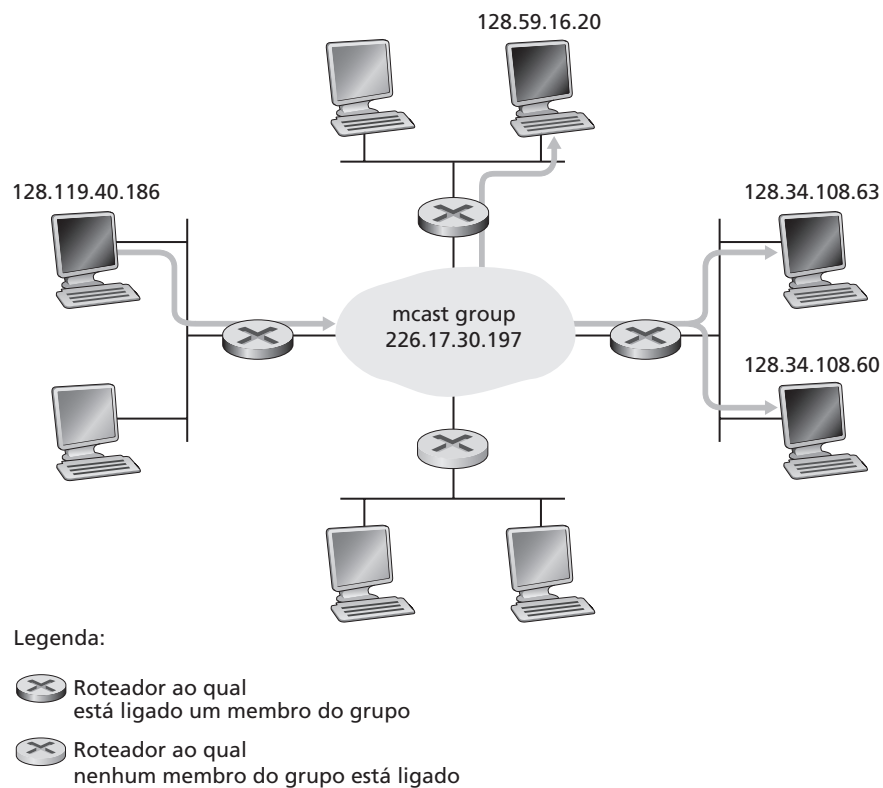 128.59.16.20
128.119.40.186
128.34.108.63
mcast group
226.17.30.197
128.34.108.60
Legenda:
Roteador ao qual
está ligado um membro do grupo
Roteador ao qual
nenhum membro do grupo está ligado